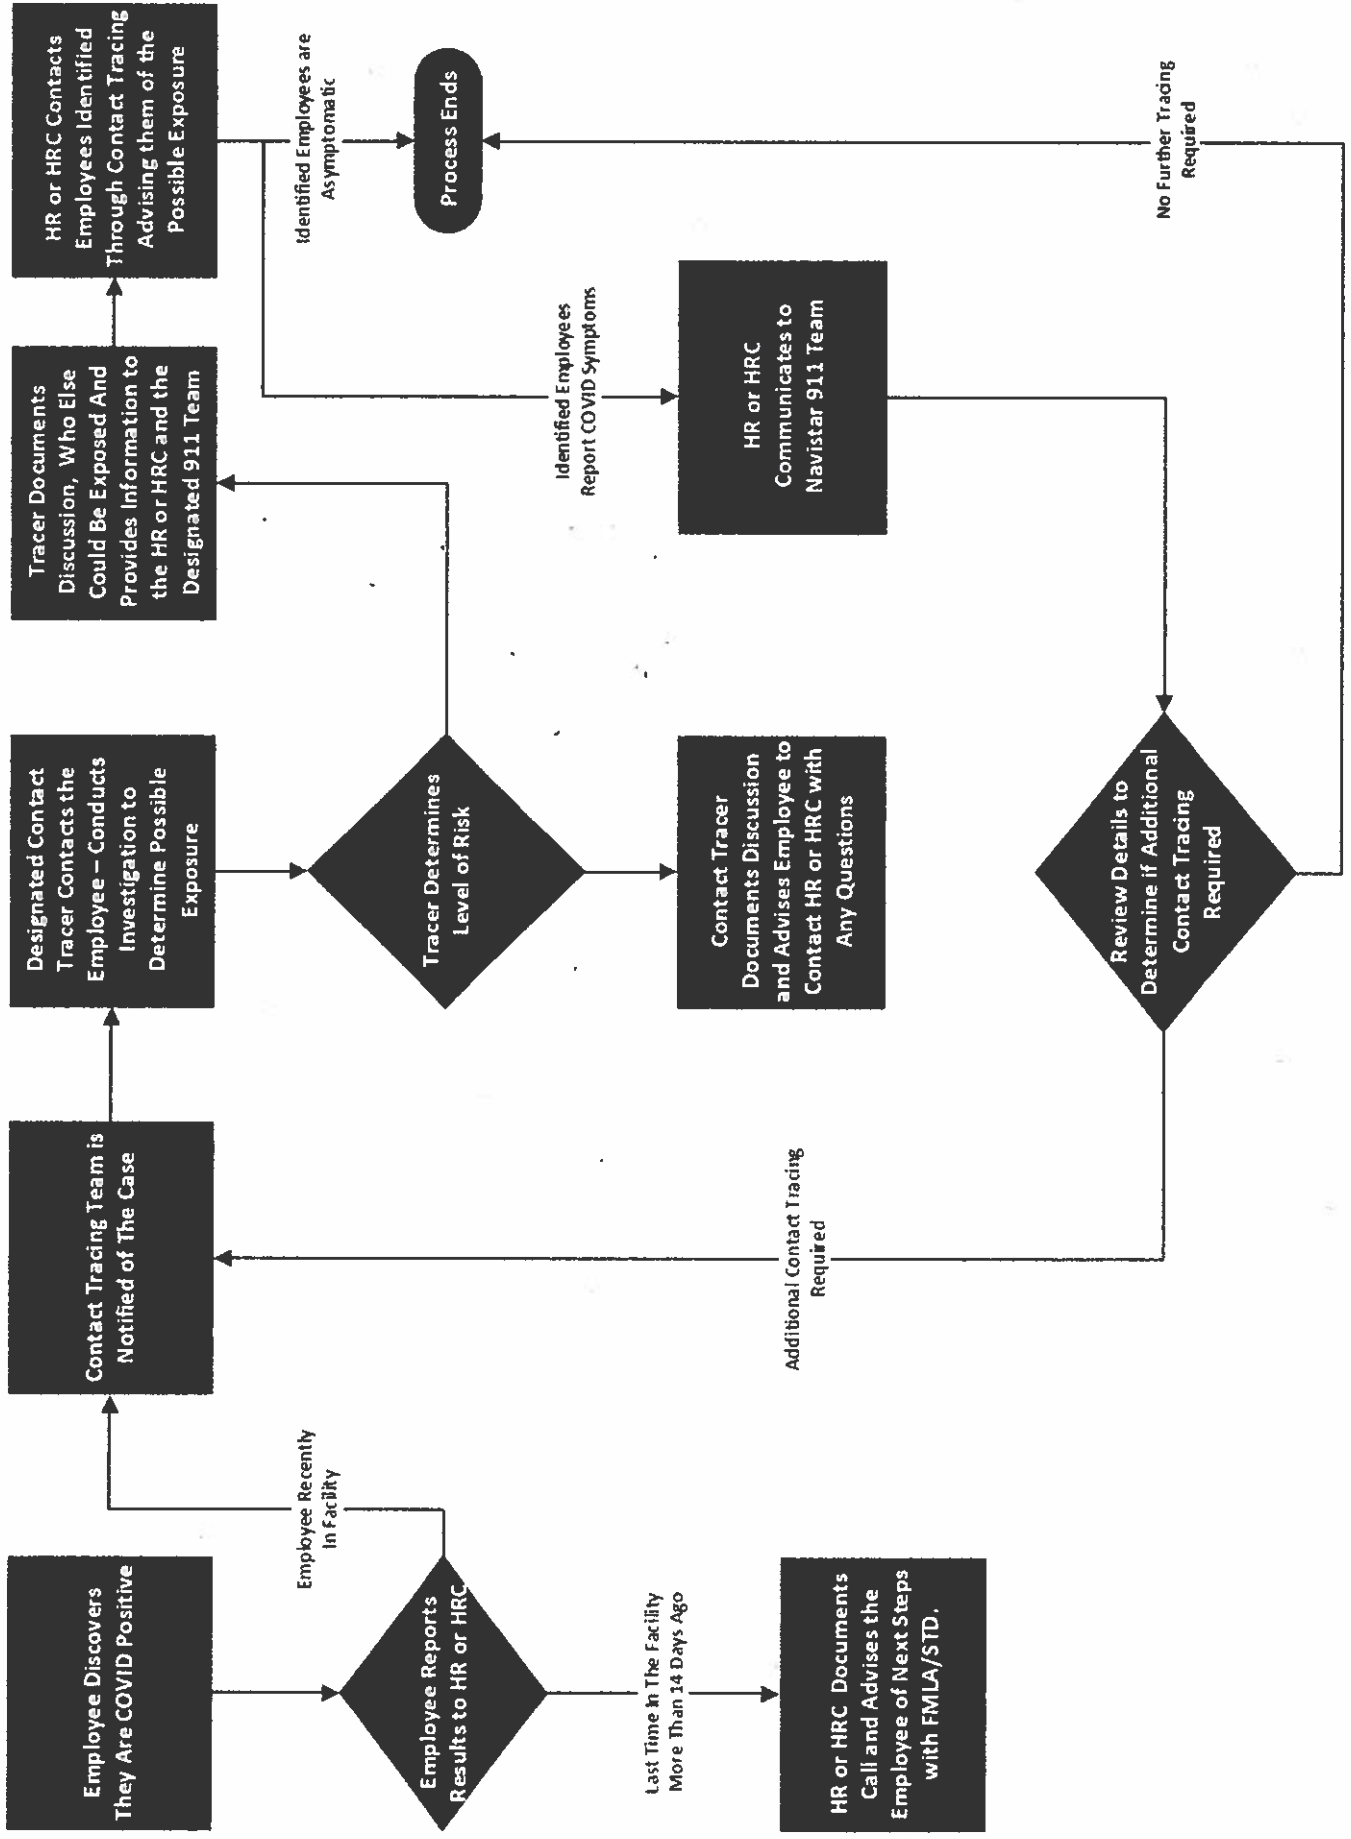 Employee Discovers
They Are COVID Positive
Employee Reports
Results to HR or HRC
Employee Recently
In Facility
Last Time In The Facility
More Than 14 Days Ago
HR or HRC Documents
Call and Advises the
Employee of Next Steps
with FMLA/STD.
Contact Tracing Team is
Notified of The Case
Designated Contact
Tracer Contacts the
Employee – Conducts
Investigation to
Determine Possible
Exposure
Tracer Determines
Level of Risk
Contact Tracer
Documents Discussion
and Advises Employee to
Contact HR or HRC with
Any Questions
Tracer Documents
Discussion, Who Else
Could Be Exposed And
Provides Information to
the HR or HRC and the
Designated 911 Team
HR or HRC Contacts
Employees Identified
Through Contact Tracing
Advising them of the
Possible Exposure
Identified Employees are
Asymptomatic
Process Ends
Identified Employees
Report COVID Symptoms
HR or HRC
Communicates to
Navistar 911 Team
Review Details to
Determine if Additional
Contact Tracing
Required
Additional Contact Tracing
Required
No Further Tracing
Required